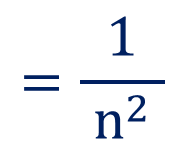 = 1/n²